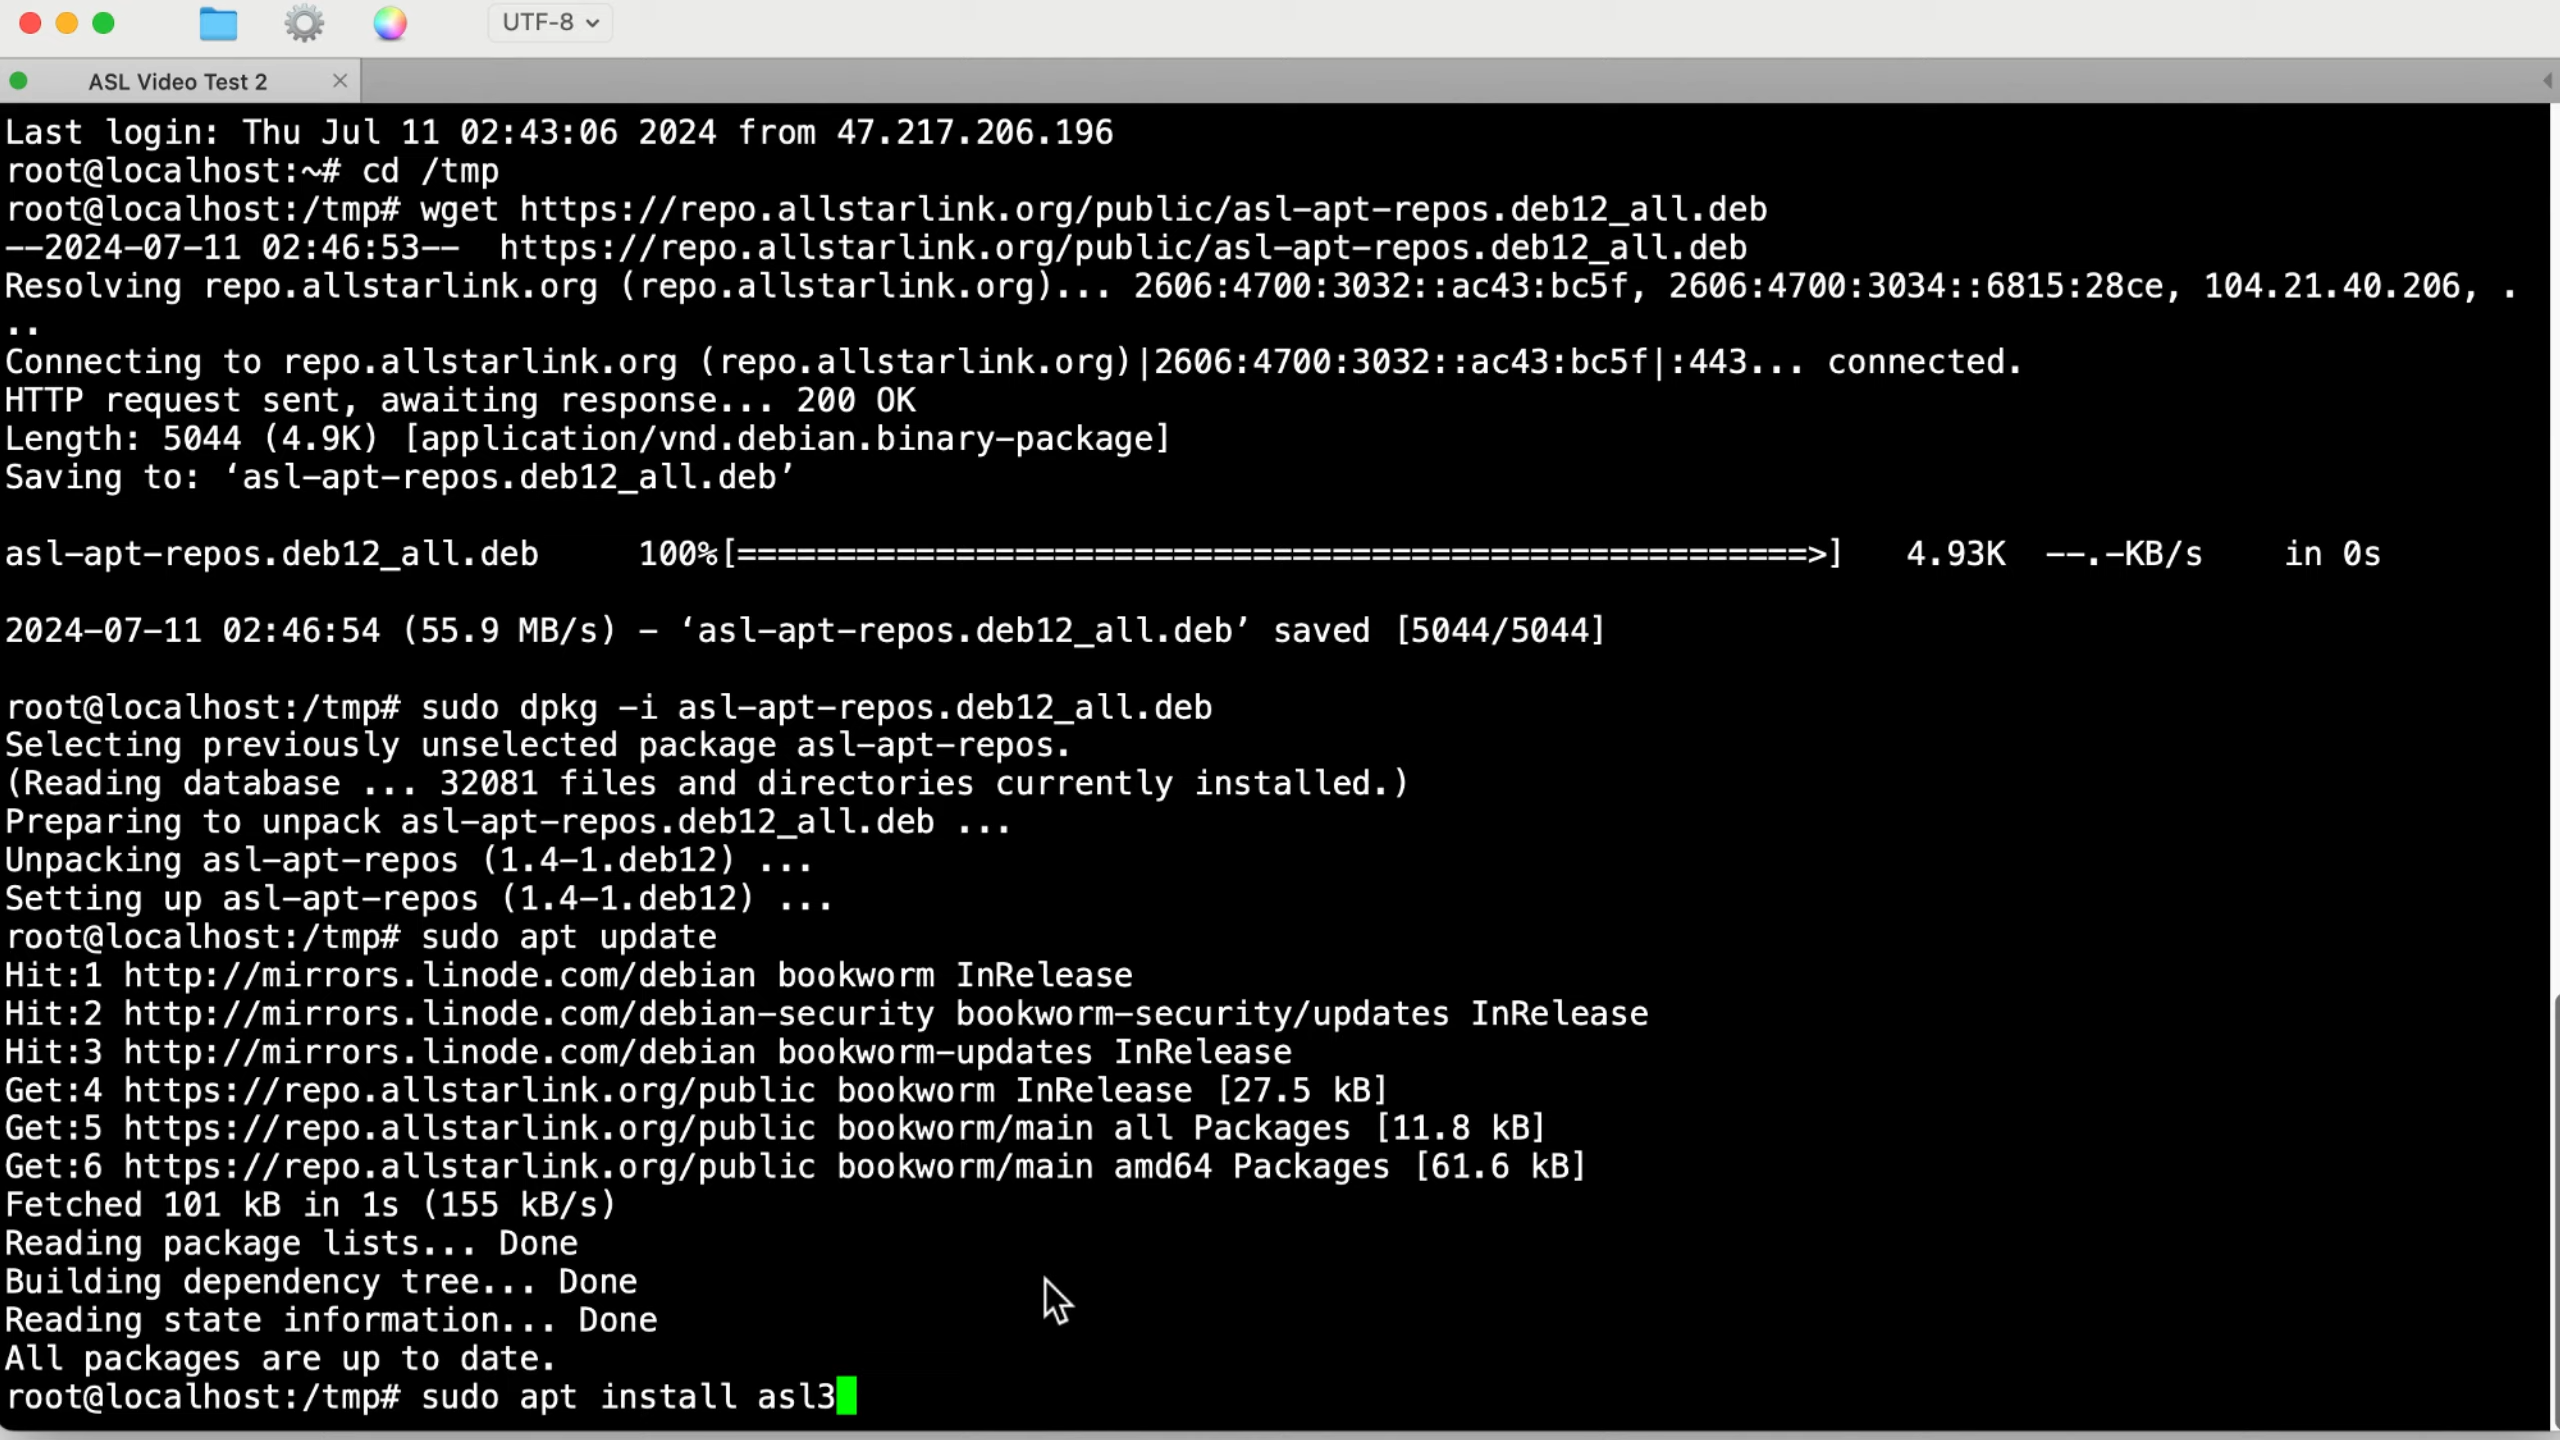 UTF-8
ASL Video Test 2
Last login: Thu Jul 11 02:43:06 2024 from 47.217.206.196
root@localhost:~# cd /tmp
root@localhost:/tmp# wget https://repo.allstarlink.org/public/asl-apt-repos.deb12_all.deb
--2024-07-11 02:46:53--  https://repo.allstarlink.org/public/asl-apt-repos.deb12_all.deb
Resolving repo.allstarlink.org (repo.allstarlink.org)... 2606:4700:3032::ac43:bc5f, 2606:4700:3034::6815:28ce, 104.21.40.206, .
..
Connecting to repo.allstarlink.org (repo.allstarlink.org)|2606:4700:3032::ac43:bc5f|:443... connected.
HTTP request sent, awaiting response... 200 OK
Length: 5044 (4.9K) [application/vnd.debian.binary-package]
Saving to: ‘asl-apt-repos.deb12_all.deb’
asl-apt-repos.deb12_all.deb     100%[======================================================>]   4.93K  --.-KB/s    in 0s
2024-07-11 02:46:54 (55.9 MB/s) - ‘asl-apt-repos.deb12_all.deb’ saved [5044/5044]
root@localhost:/tmp# sudo dpkg -i asl-apt-repos.deb12_all.deb
Selecting previously unselected package asl-apt-repos.
(Reading database ... 32081 files and directories currently installed.)
Preparing to unpack asl-apt-repos.deb12_all.deb ...
Unpacking asl-apt-repos (1.4-1.deb12) ...
Setting up asl-apt-repos (1.4-1.deb12) ...
root@localhost:/tmp# sudo apt update
Hit:1 http://mirrors.linode.com/debian bookworm InRelease
Hit:2 http://mirrors.linode.com/debian-security bookworm-security/updates InRelease
Hit:3 http://mirrors.linode.com/debian bookworm-updates InRelease
Get:4 https://repo.allstarlink.org/public bookworm InRelease [27.5 kB]
Get:5 https://repo.allstarlink.org/public bookworm/main all Packages [11.8 kB]
Get:6 https://repo.allstarlink.org/public bookworm/main amd64 Packages [61.6 kB]
Fetched 101 kB in 1s (155 kB/s)
Reading package lists... Done
Building dependency tree... Done
Reading state information... Done
All packages are up to date.
root@localhost:/tmp# sudo apt install asl3